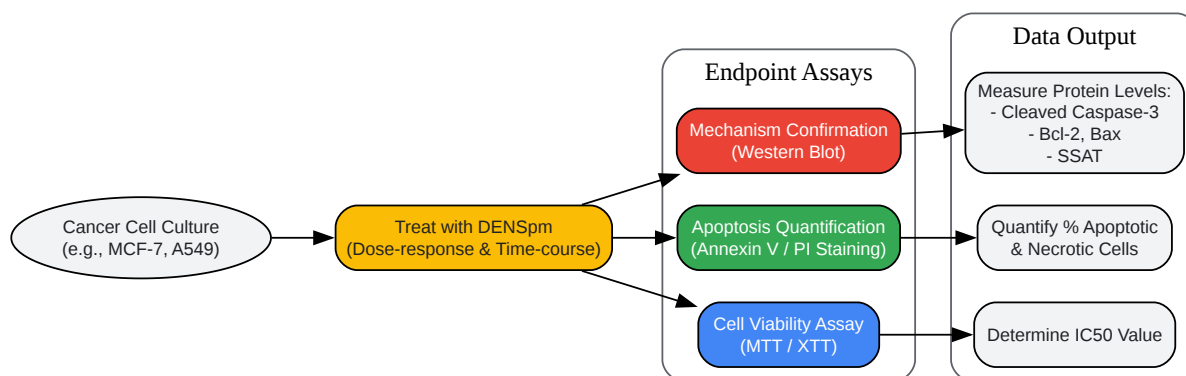 Data Output
Endpoint Assays
Measure Protein Levels:
- Cleaved Caspase-3
- Bcl-2, Bax
- SSAT
Mechanism Confirmation
(Western Blot)
Cancer Cell Culture
(e.g., MCF-7, A549)
Treat with DENSpm
(Dose-response & Time-course)
Apoptosis Quantification
(Annexin V / PI Staining)
Quantify % Apoptotic
& Necrotic Cells
Cell Viability Assay
(MTT / XTT)
Determine IC50 Value